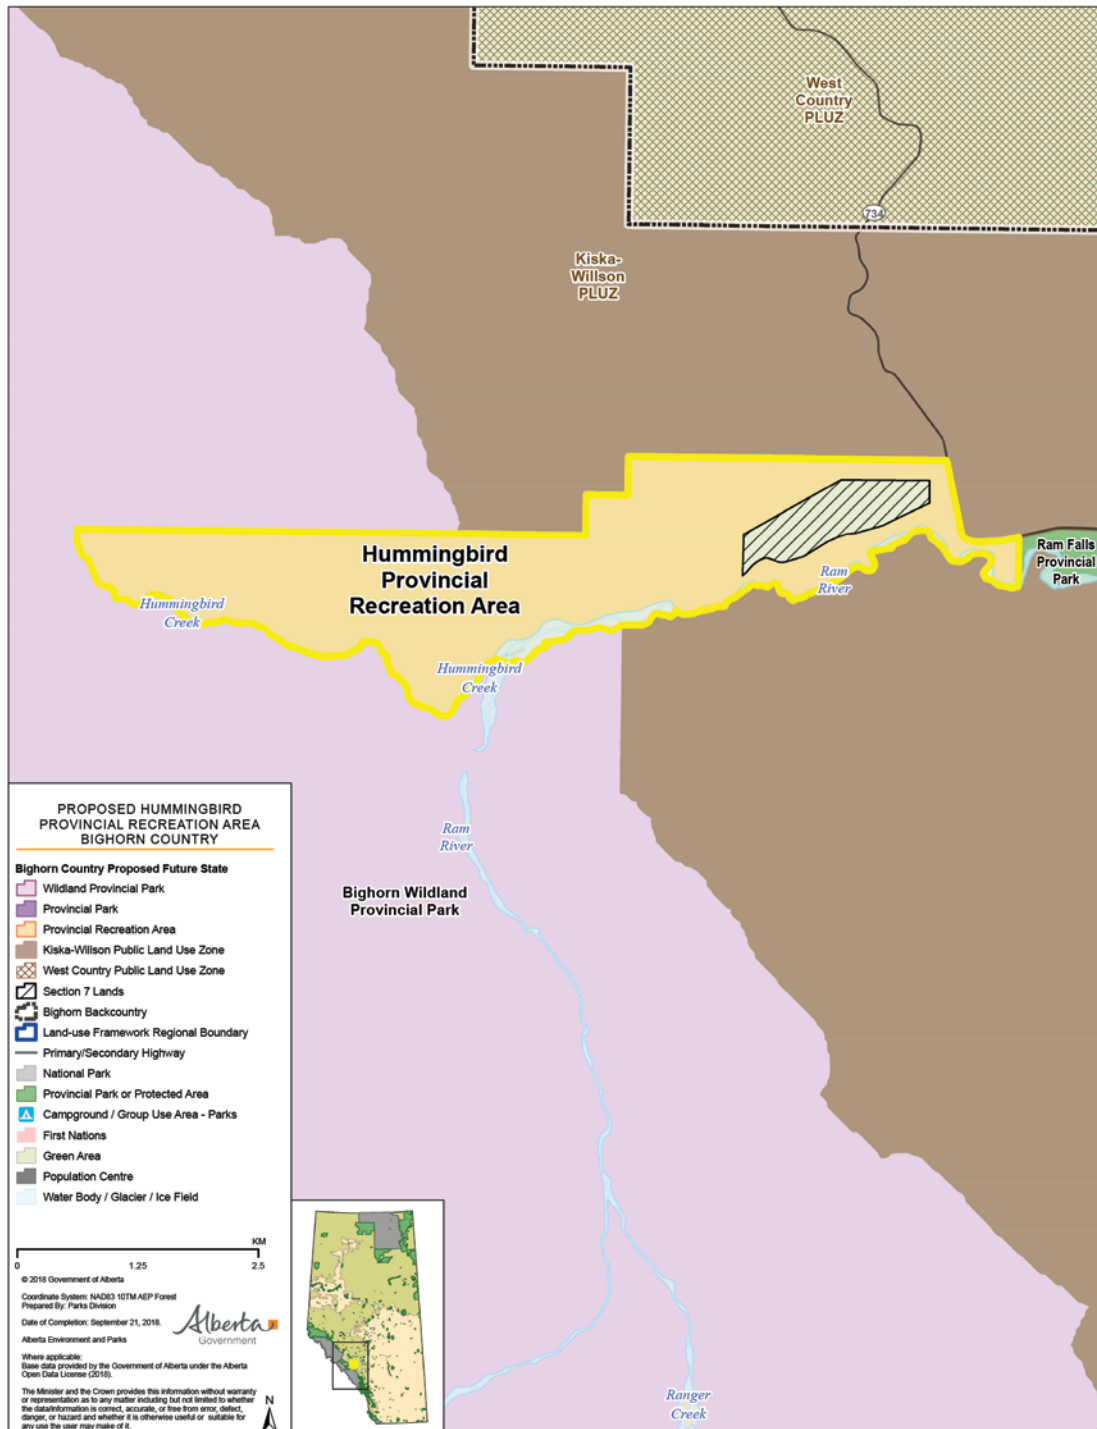 West
Country
PLUZ
734
Kiska-
Willson
PLUZ
Hummingbird
Provincial
Recreation Area
Ram Falls
Provincial
Park
Ram
River
Hummingbird
Creek
Hummingbird
Creek
Ram
River
Bighorn Wildland
Provincial Park
Ranger
Creek
PROPOSED HUMMINGBIRD
PROVINCIAL RECREATION AREA
BIGHORN COUNTRY
Bighorn Country Proposed Future State
Wildland Provincial Park
Provincial Park
Provincial Recreation Area
Kiska-Willson Public Land Use Zone
West Country Public Land Use Zone
Section 7 Lands
Bighorn Backcountry
Land-use Framework Regional Boundary
Primary/Secondary Highway
National Park
Provincial Park or Protected Area
Campground / Group Use Area - Parks
First Nations
Green Area
Population Centre
Water Body / Glacier / Ice Field
KM
0 1.25 2.5
© 2018 Government of Alberta
Coordinate System: NAD83 10TM AEP Forest
Prepared By: Parks Division
Date of Completion: September 21, 2018.
Alberta
Government
Alberta Environment and Parks
Where applicable:
Base data provided by the Government of Alberta under the Alberta
Open Data License (2018).
The Minister and the Crown provides this information without warranty
or representation as to any matter including but not limited to whether
the data/information is correct, accurate, or free from error, defect,
danger, or hazard and whether it is otherwise useful or suitable for
any use the user may make of it.
N